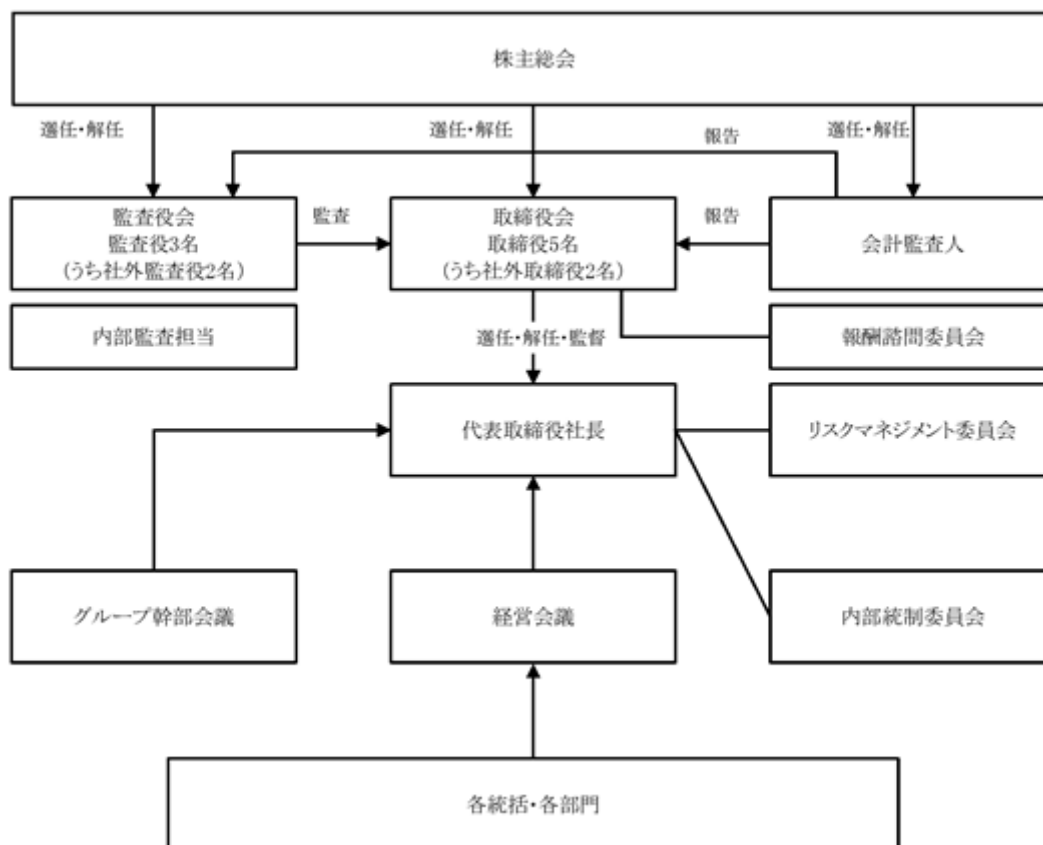 株主総会
選任・解任
選任・解任
選任・解任
報告
監査役会
監査役3名
(うち社外監査役2名)
監査
取締役会
取締役5名
(うち社外取締役2名)
報告
会計監査人
内部監査担当
選任・解任・監督
報酬諮問委員会
代表取締役社長
リスクマネジメント委員会
グループ幹部会議
経営会議
内部統制委員会
各統括・各部門